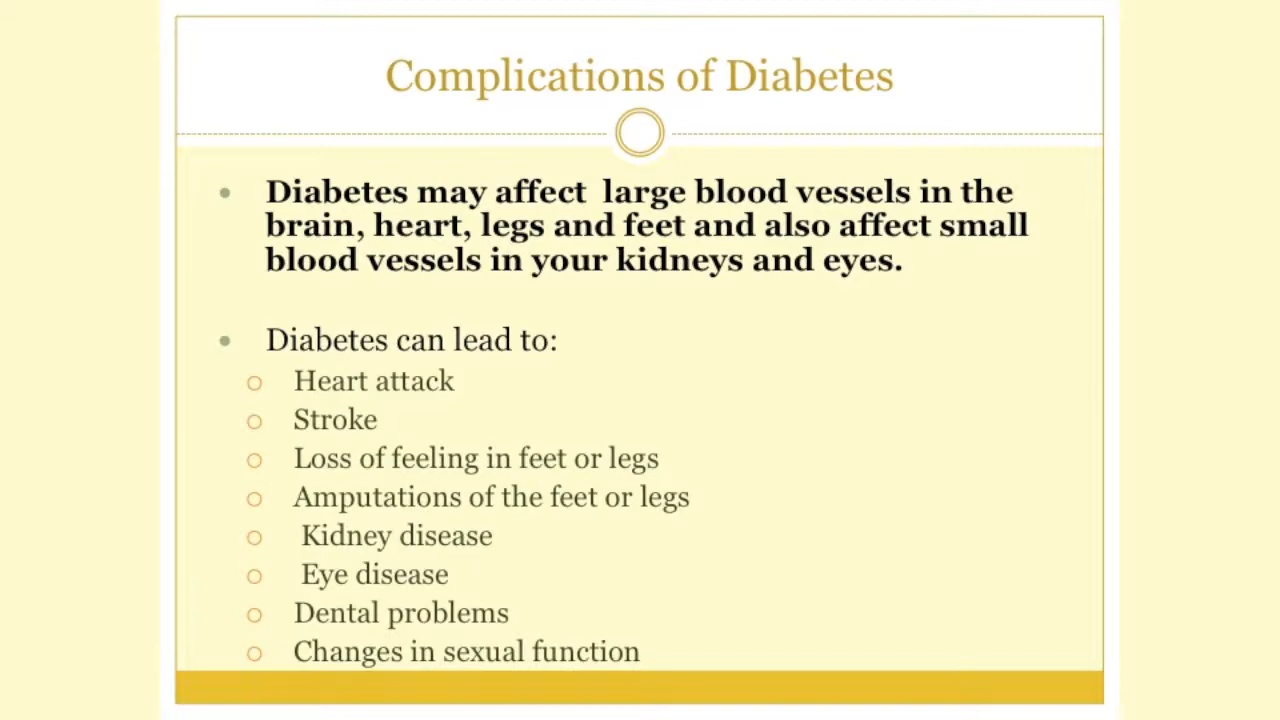 Complications of Diabetes
Diabetes may affect large blood vessels in the
brain, heart, legs and feet and also affect small
blood vessels in your kidneys and eyes.
Diabetes can lead to:
Heart attack
Stroke
Loss of feeling in feet or legs
Amputations of the feet or legs
Kidney disease
Eye disease
Dental problems
Changes in sexual function